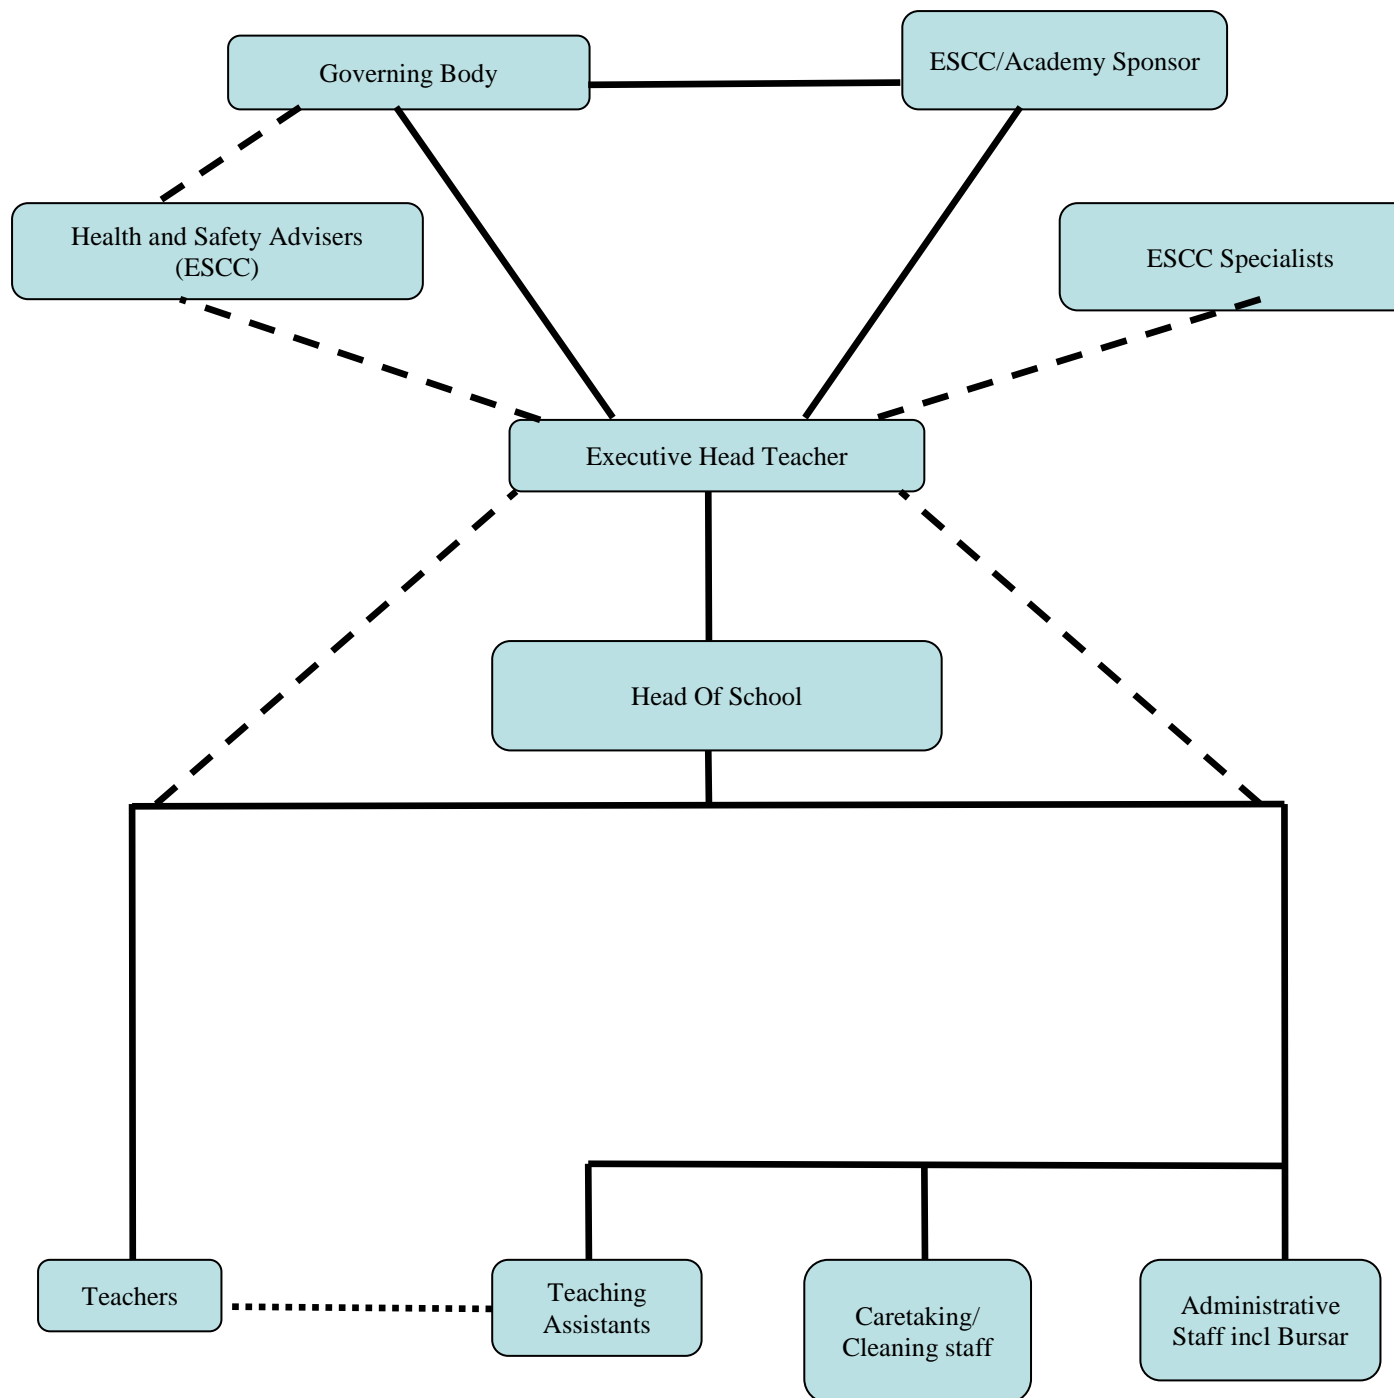 Governing Body
ESCC/Academy Sponsor
Health and Safety Advisers
(ESCC)
ESCC Specialists
Executive Head Teacher
Head Of School
Teachers
Teaching
Assistants
Caretaking/
Cleaning staff
Administrative
Staff incl Bursar